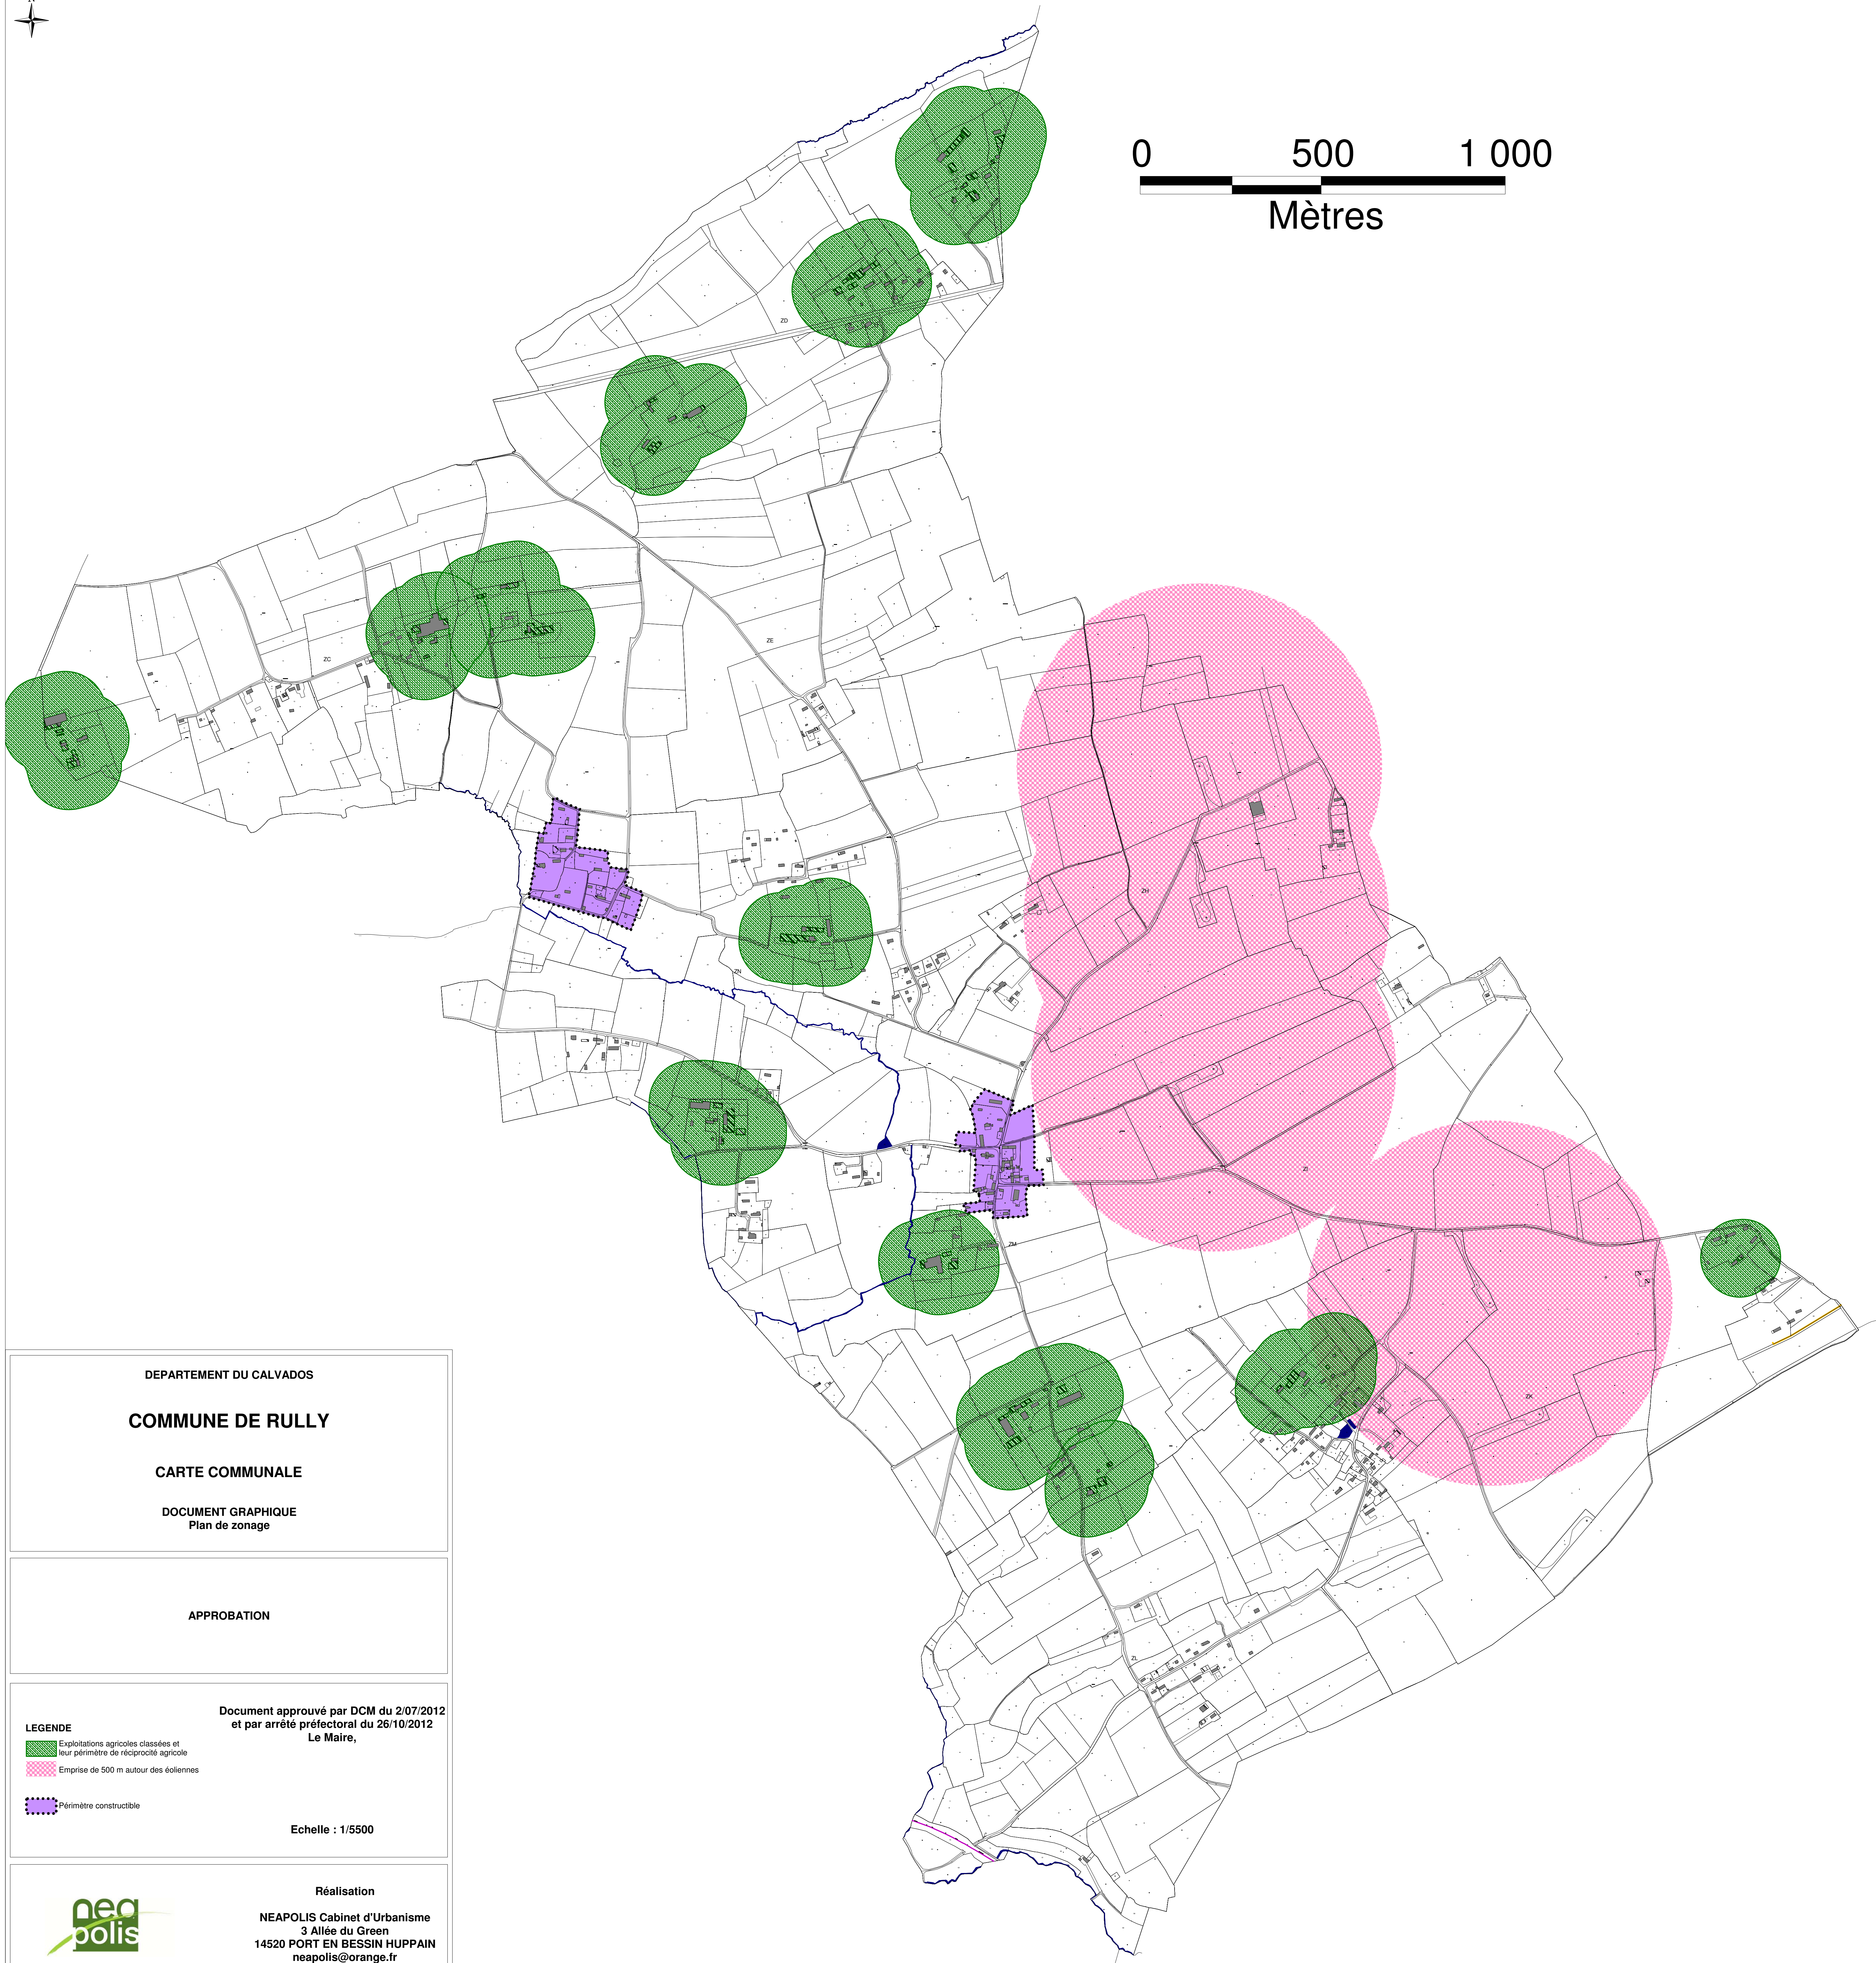 N
0 500 1 000
Mètres
ZD
ZE
ZC
ZH
ZN
ZI
ZM
ZK
ZL
DEPARTEMENT DU CALVADOS
COMMUNE DE RULLY
CARTE COMMUNALE
DOCUMENT GRAPHIQUE
Plan de zonage
APPROBATION
Document approuvé par DCM du 2/07/2012
et par arrêté préfectoral du 26/10/2012
Le Maire,
LEGENDE
Exploitations agricoles classées et
leur périmètre de réciprocité agricole
Emprise de 500 m autour des éoliennes
Périmètre constructible
Echelle : 1/5500
Réalisation
nea
polis
NEAPOLIS Cabinet d'Urbanisme
3 Allée du Green
14520 PORT EN BESSIN HUPPAIN
neapolis@orange.fr